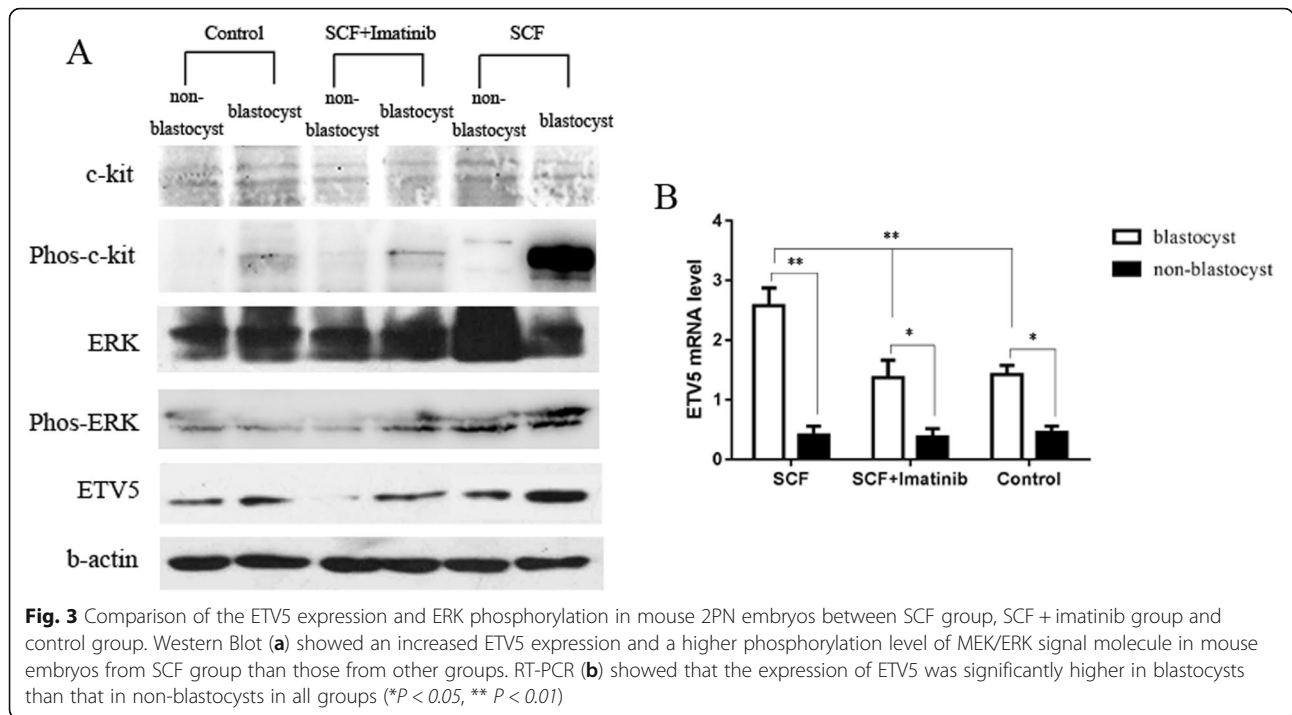 A
Control SCF+Imatinib SCF
non-blastocyst blastocyst non-blastocyst blastocyst non-blastocyst blastocyst
c-kit
Phos-c-kit
ERK
Phos-ERK
ETV5
b-actin
B
ETV5 mRNA level
4
3
2
1
0
**
** * *
SCF SCF+Imatinib Control
blastocyst
non-blastocyst
Fig. 3 Comparison of the ETV5 expression and ERK phosphorylation in mouse 2PN embryos between SCF group, SCF + imatinib group and
control group. Western Blot (a) showed an increased ETV5 expression and a higher phosphorylation level of MEK/ERK signal molecule in mouse
embryos from SCF group than those from other groups. RT-PCR (b) showed that the expression of ETV5 was significantly higher in blastocysts
than that in non-blastocysts in all groups (*P < 0.05, ** P < 0.01)